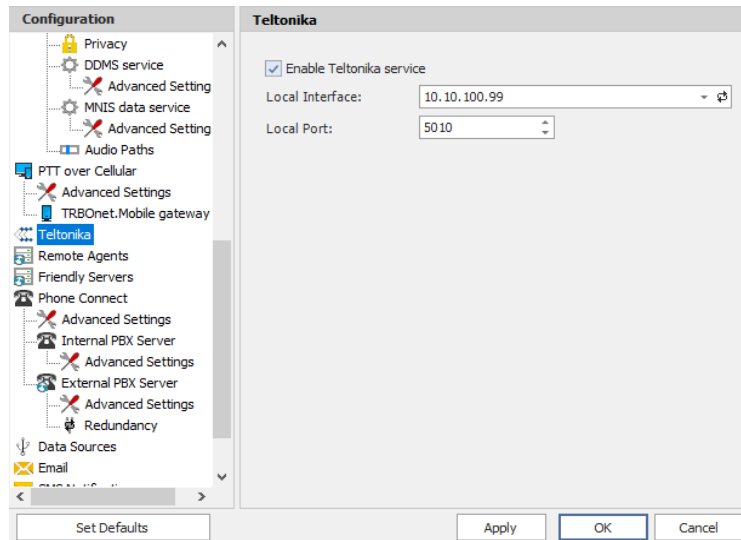 Configuration
Privacy
DDMS service
Advanced Setting
MNIS data service
Advanced Setting
Audio Paths
PTT over Cellular
Advanced Settings
TRBOnet.Mobile gateway
Teltonika
Remote Agents
Friendly Servers
Phone Connect
Advanced Settings
Internal PBX Server
Advanced Settings
External PBX Server
Advanced Settings
Redundancy
Data Sources
Email
Set Defaults
Teltonika
Enable Teltonika service
Local Interface: 10.10.100.99
Local Port: 5010
Apply OK Cancel